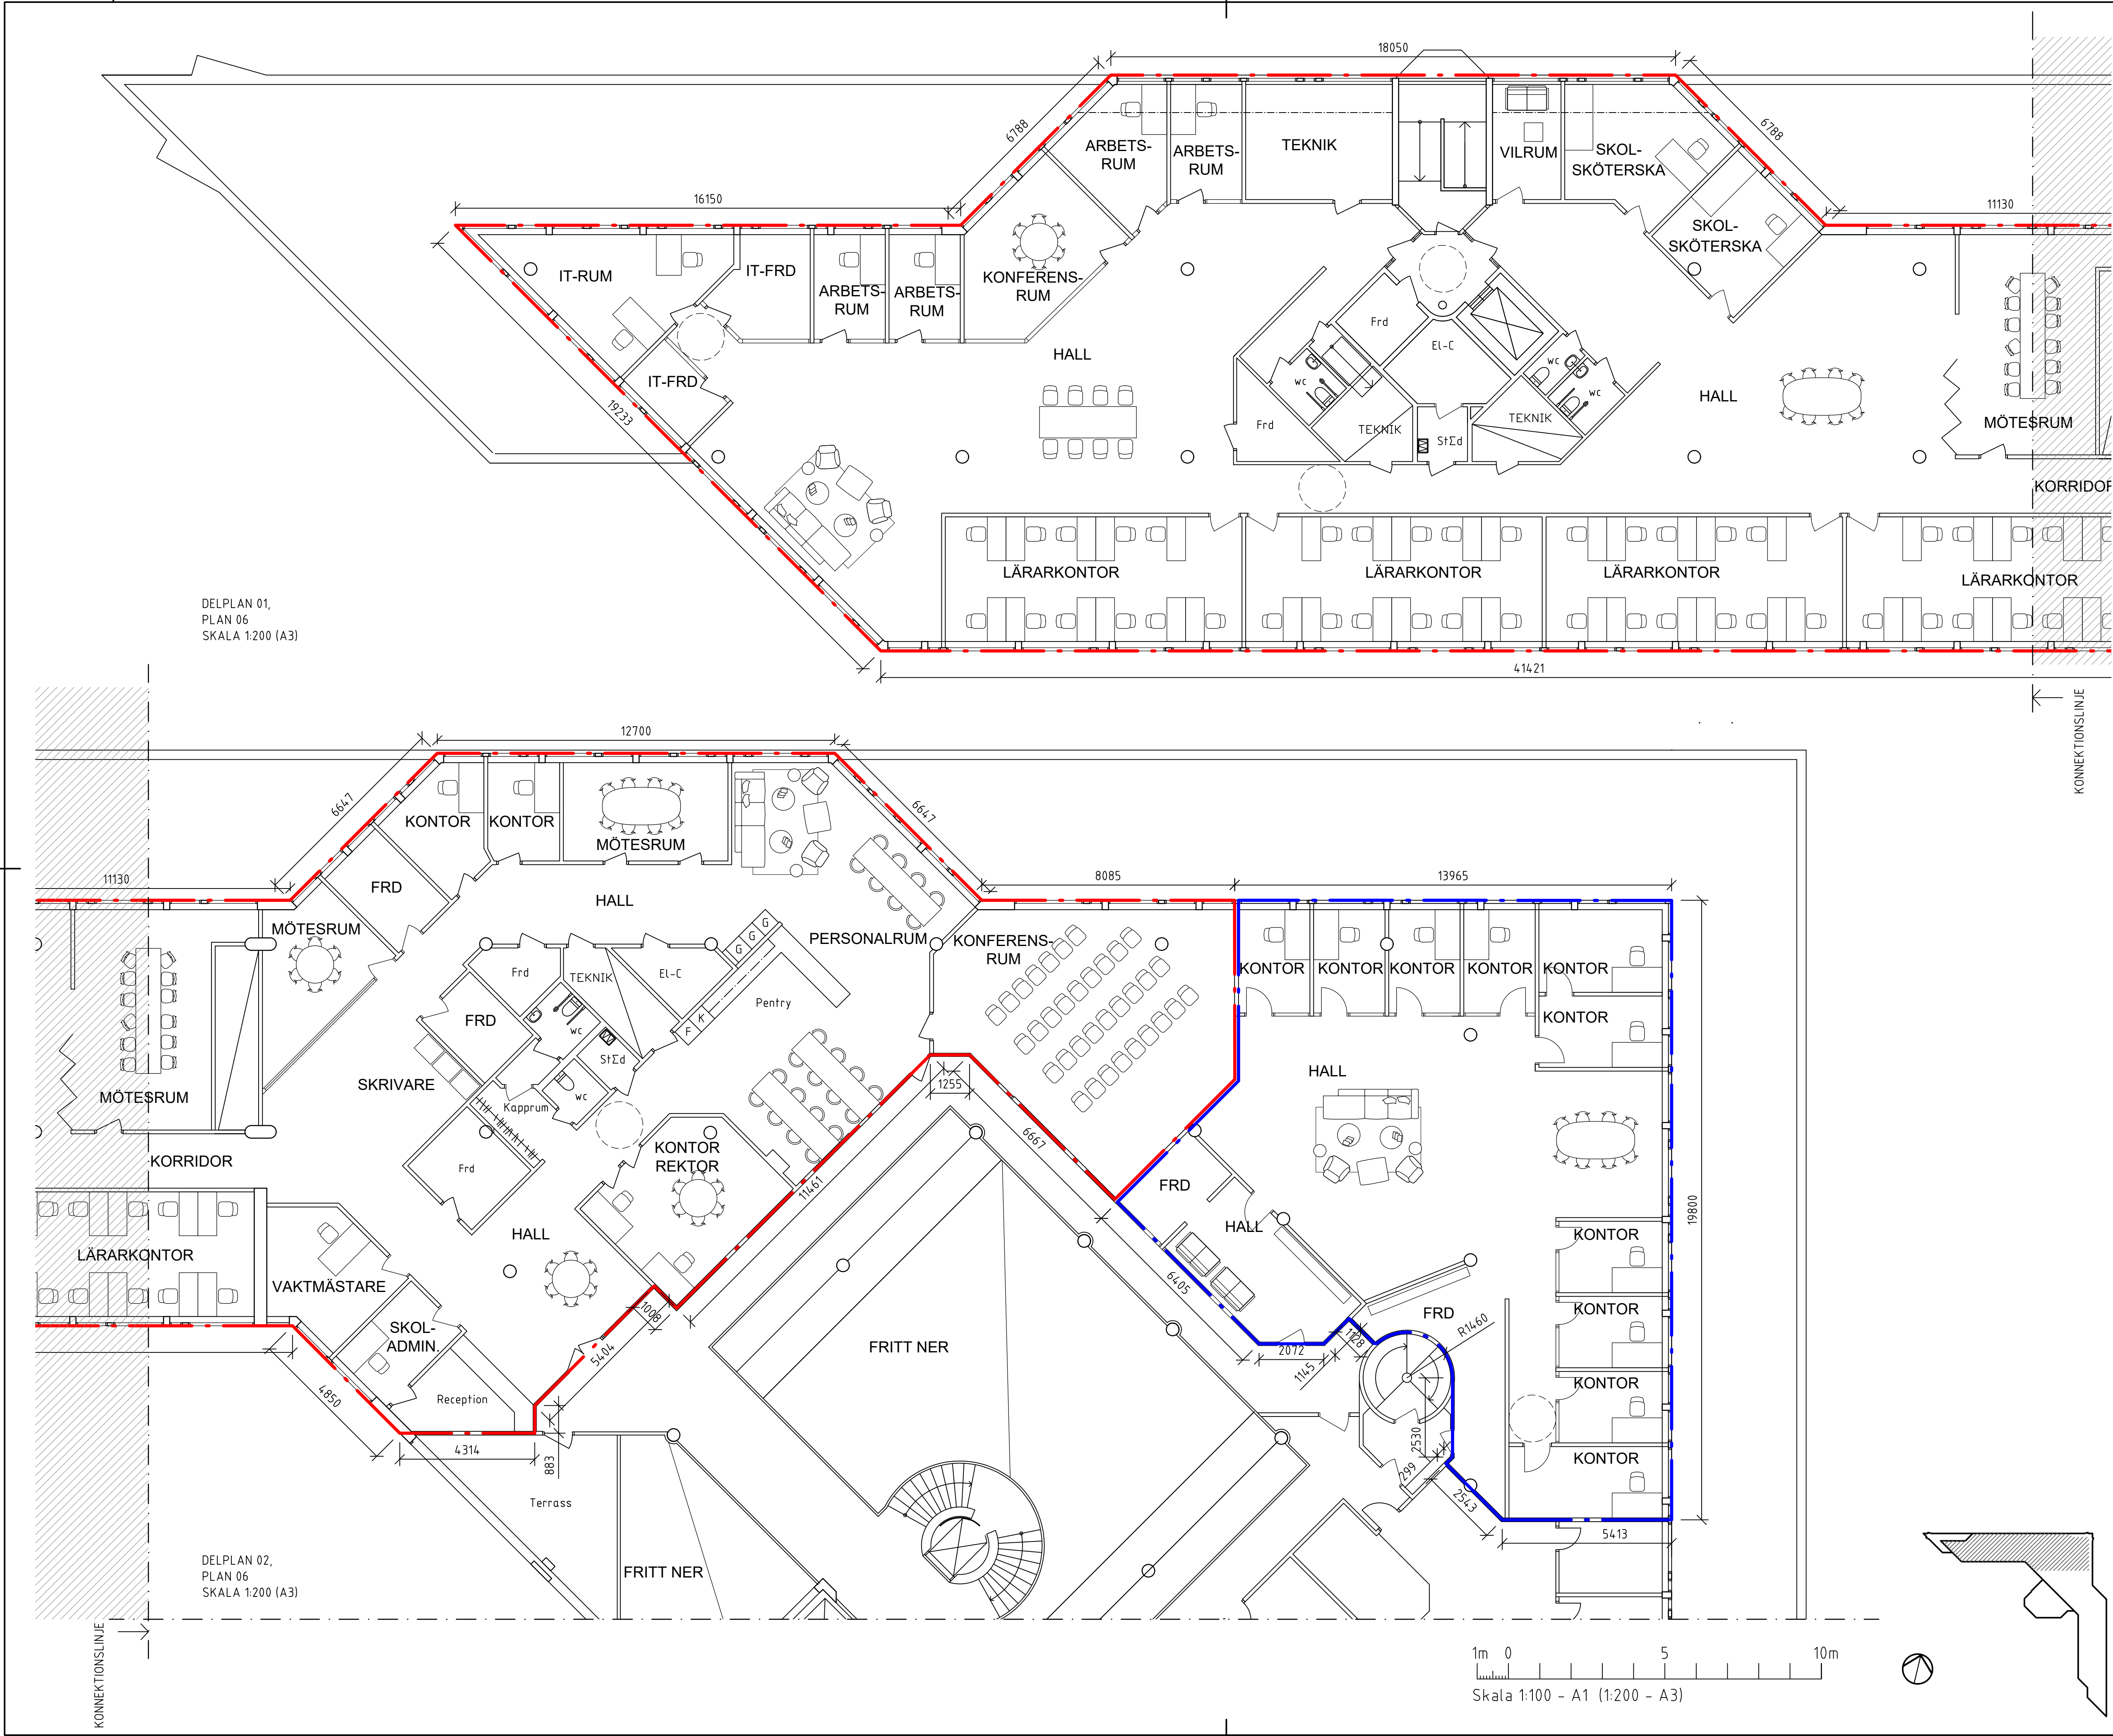 18050
6788
6788
16150
11130
ARBETS-
RUM
ARBETS-
RUM
TEKNIK
VILRUM
SKOL-
SKÖTERSKA
SKOL-
SKÖTERSKA
IT-RUM
IT-FRD
ARBETS-
RUM
ARBETS-
RUM
KONFERENS-
RUM
IT-FRD
19233
HALL
Frd
El-C
wc
wc
wc
Frd
TEKNIK
StΣd
TEKNIK
HALL
MÖTESRUM
KORRIDOR
LÄRARKONTOR
LÄRARKONTOR
LÄRARKONTOR
LÄRARKONTOR
41421
DELPLAN 01,
PLAN 06
SKALA 1:200 (A3)
KONNEKTIONSLINJE
12700
6647
6647
11130
8085
13965
KONTOR
KONTOR
MÖTESRUM
FRD
HALL
MÖTESRUM
PERSONALRUM
KONFERENS-
RUM
G
G
G
K
F
Frd
TEKNIK
El-C
Pentry
FRD
wc
StΣd
wc
SKRIVARE
Kapprum
Frd
MÖTESRUM
KORRIDOR
KONTOR
REKTOR
HALL
LÄRARKONTOR
VAKTMÄSTARE
SKOL-
ADMIN.
Reception
1255
11461
6667
1008
5404
4850
4314
883
KONTOR
KONTOR
KONTOR
KONTOR
KONTOR
KONTOR
HALL
FRD
HALL
6405
2072
1145
1128
FRD
R1460
2530
299
2543
5413
19800
KONTOR
KONTOR
KONTOR
KONTOR
FRITT NER
Terrass
FRITT NER
DELPLAN 02,
PLAN 06
SKALA 1:200 (A3)
KONNEKTIONSLINJE
1m 0 5 10m
Skala 1:100 - A1 (1:200 - A3)